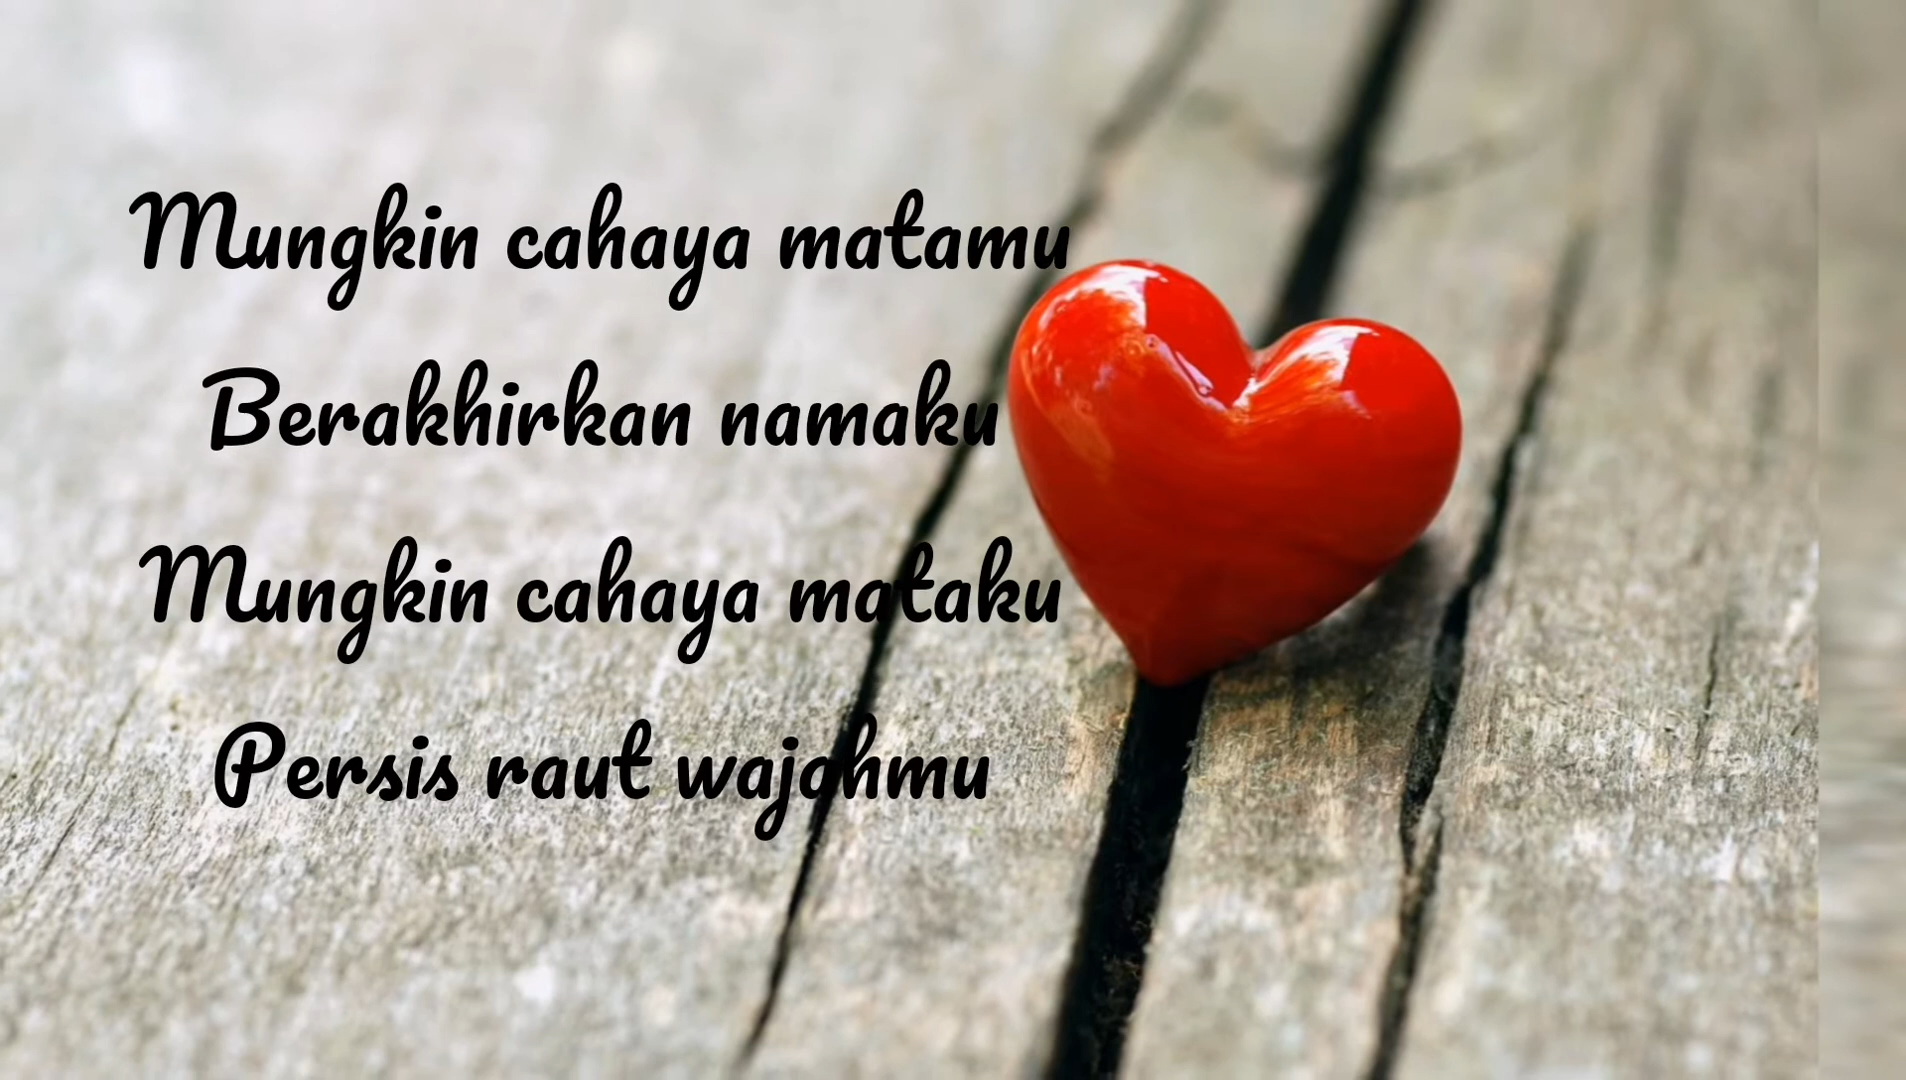 Mungkin cahaya matamu
Berakhirkan namaku
Mungkin cahaya mataku
Persis raut wajahmu